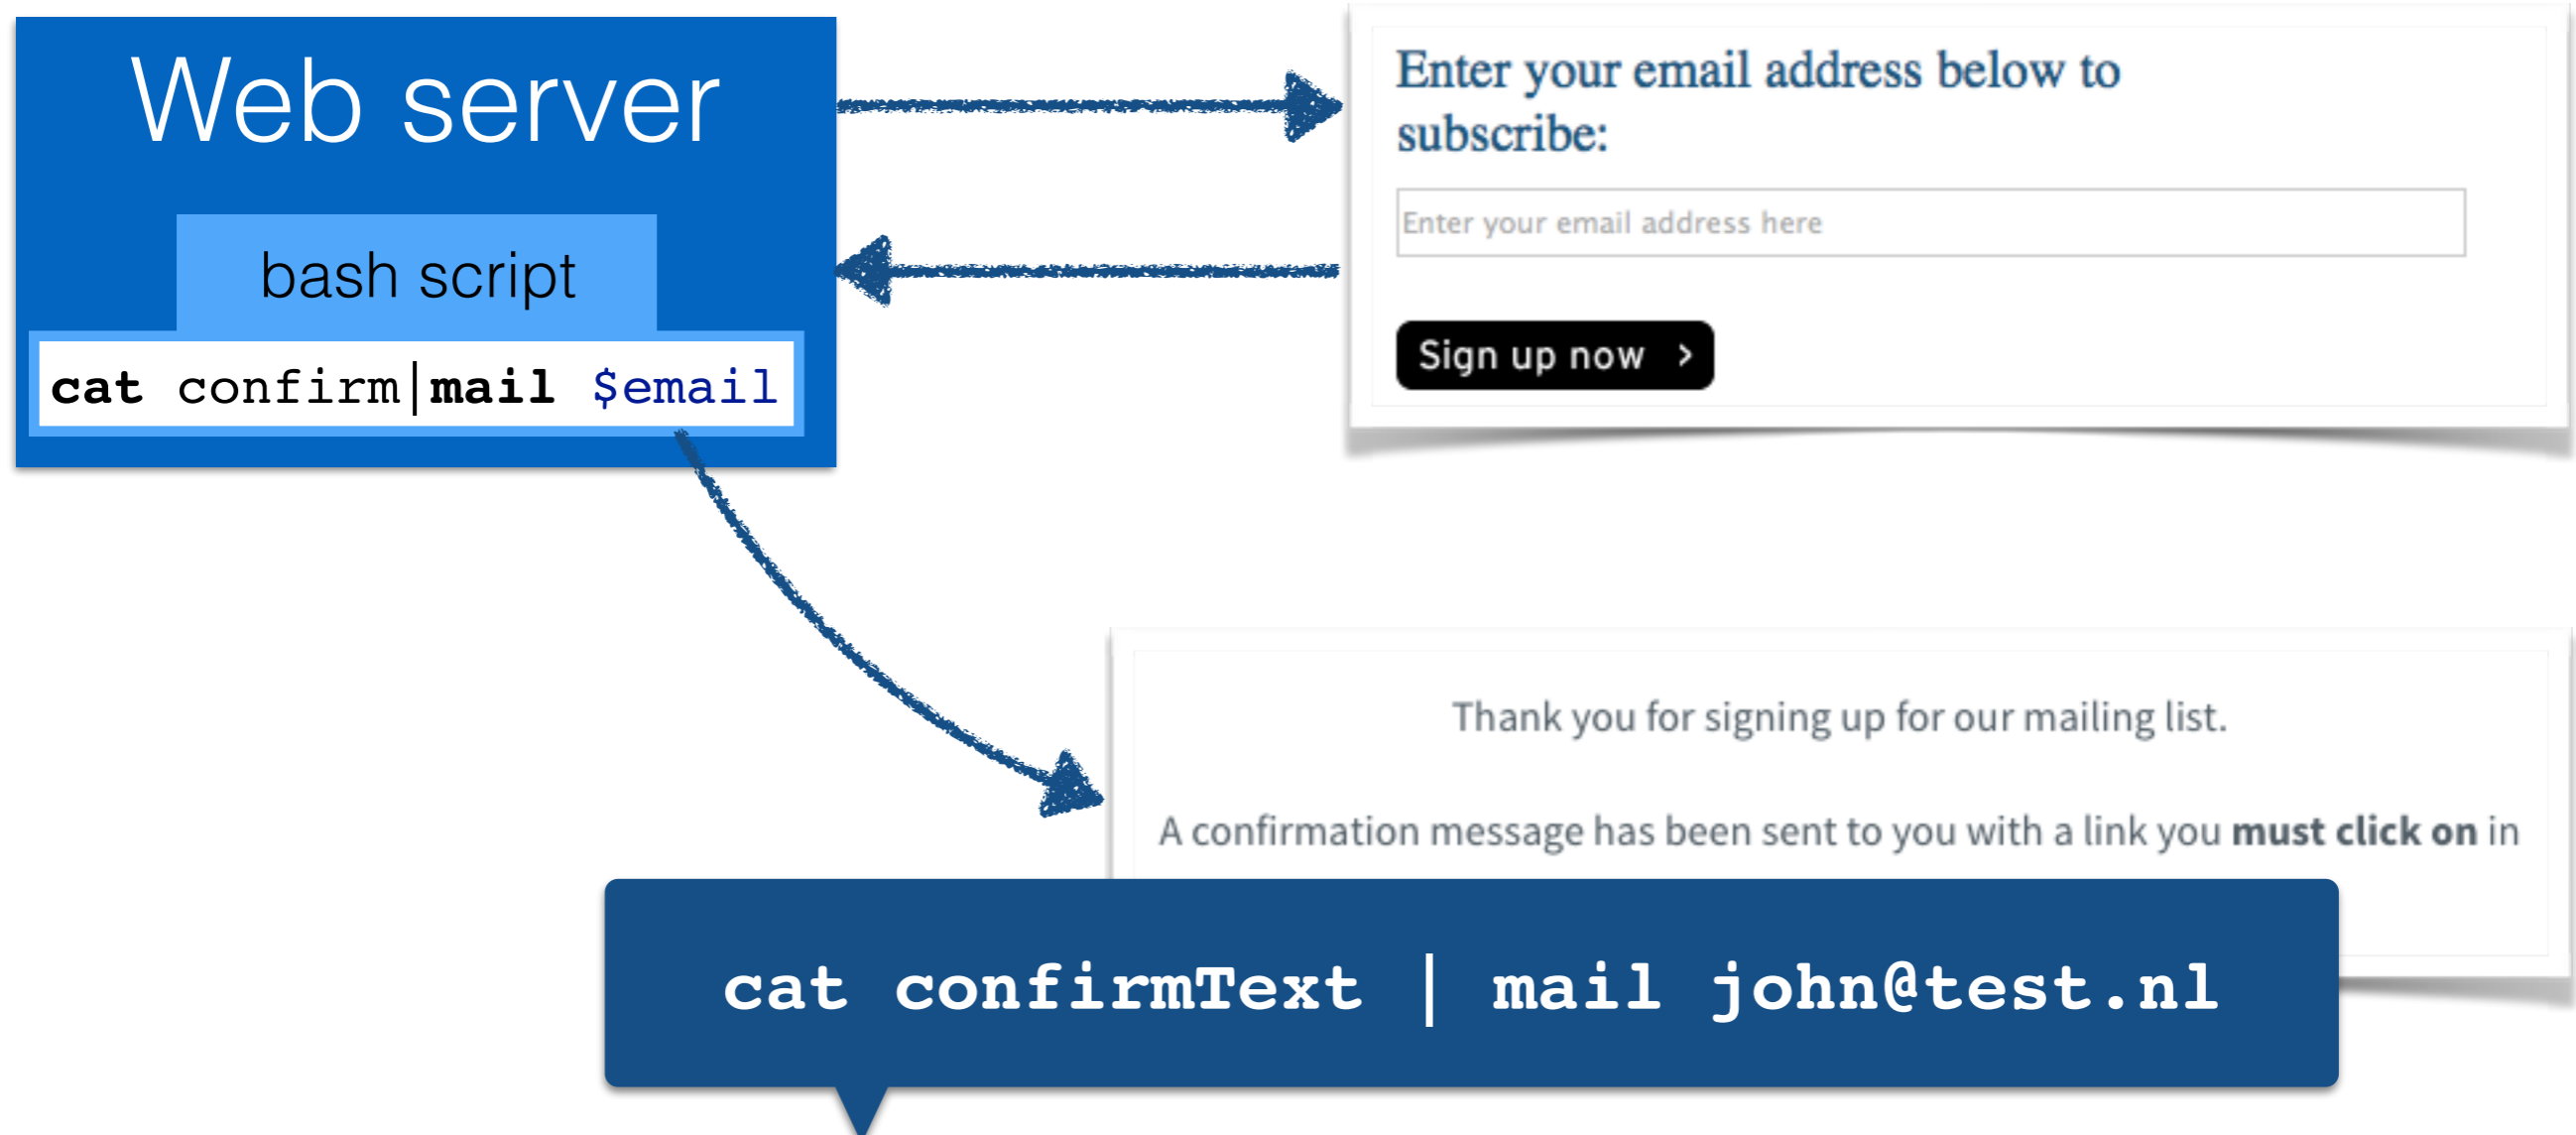 Web server
bash script
cat confirm|mail $email
Enter your email address below to
subscribe:
Enter your email address here
Sign up now >
Thank you for signing up for our mailing list.
A confirmation message has been sent to you with a link you must click on in
cat confirmText | mail john@test.nl